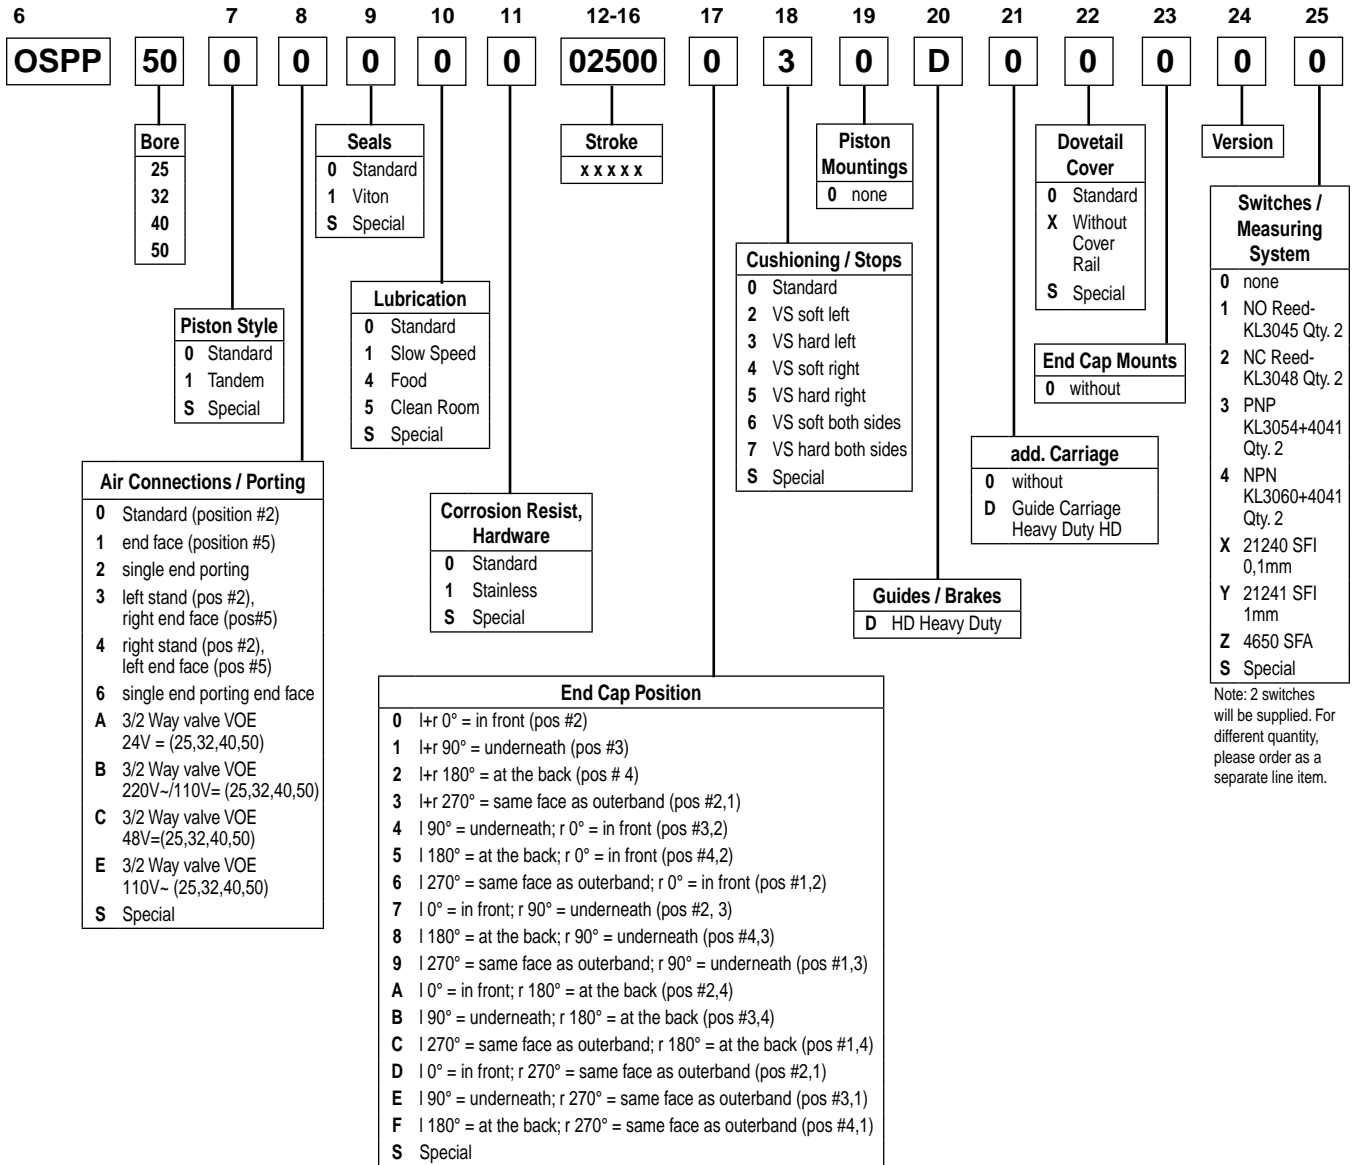 6 7 8 9 10 11 12-16 17 18 19 20 21 22 23 24 25
OSPP 50 0 0 0 0 0 02500 0 3 0 D 0 0 0 0 0
Bore
25
32
40
50
Piston Style
0 Standard
1 Tandem
S Special
Air Connections / Porting
0 Standard (position #2)
1 end face (position #5)
2 single end porting
3 left stand (pos #2),
right end face (pos#5)
4 right stand (pos #2),
left end face (pos #5)
6 single end porting end face
A 3/2 Way valve VOE
24V = (25,32,40,50)
B 3/2 Way valve VOE
220V~/110V= (25,32,40,50)
C 3/2 Way valve VOE
48V=(25,32,40,50)
E 3/2 Way valve VOE
110V~ (25,32,40,50)
S Special
Seals
0 Standard
1 Viton
S Special
Lubrication
0 Standard
1 Slow Speed
4 Food
5 Clean Room
S Special
Corrosion Resist,
Hardware
0 Standard
1 Stainless
S Special
Stroke
x x x x x
End Cap Position
0 l+r 0° = in front (pos #2)
1 l+r 90° = underneath (pos #3)
2 l+r 180° = at the back (pos # 4)
3 l+r 270° = same face as outerband (pos #2,1)
4 l 90° = underneath; r 0° = in front (pos #3,2)
5 l 180° = at the back; r 0° = in front (pos #4,2)
6 l 270° = same face as outerband; r 0° = in front (pos #1,2)
7 l 0° = in front; r 90° = underneath (pos #2, 3)
8 l 180° = at the back; r 90° = underneath (pos #4,3)
9 l 270° = same face as outerband; r 90° = underneath (pos #1,3)
A l 0° = in front; r 180° = at the back (pos #2,4)
B l 90° = underneath; r 180° = at the back (pos #3,4)
C l 270° = same face as outerband; r 180° = at the back (pos #1,4)
D l 0° = in front; r 270° = same face as outerband (pos #2,1)
E l 90° = underneath; r 270° = same face as outerband (pos #3,1)
F l 180° = at the back; r 270° = same face as outerband (pos #4,1)
S Special
Cushioning / Stops
0 Standard
2 VS soft left
3 VS hard left
4 VS soft right
5 VS hard right
6 VS soft both sides
7 VS hard both sides
S Special
Piston
Mountings
0 none
Guides / Brakes
D HD Heavy Duty
add. Carriage
0 without
D Guide Carriage
Heavy Duty HD
Dovetail
Cover
0 Standard
X Without
Cover
Rail
S Special
End Cap Mounts
0 without
Version
Switches /
Measuring
System
0 none
1 NO Reed-
KL3045 Qty. 2
2 NC Reed-
KL3048 Qty. 2
3 PNP
KL3054+4041
Qty. 2
4 NPN
KL3060+4041
Qty. 2
X 21240 SFI
0,1mm
Y 21241 SFI
1mm
Z 4650 SFA
S Special
Note: 2 switches
will be supplied. For
different quantity,
please order as a
separate line item.